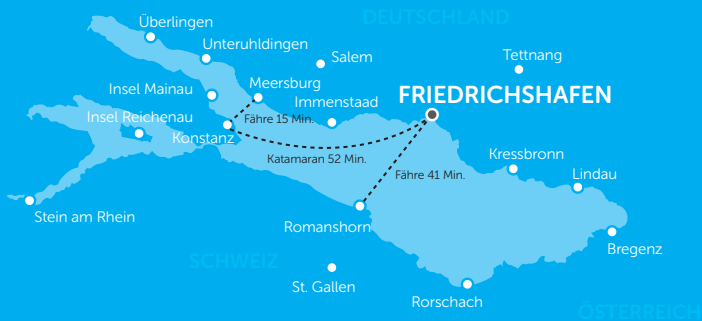 DEUTSCHLAND
Überlingen
Unteruhldingen
Salem
Tettnang
Insel Mainau
Meersburg
Immenstaad
FRIEDRICHSHAFEN
Insel Reichenau
Fähre 15 Min.
Konstanz
Katamaran 52 Min.
Fähre 41 Min.
Kressbronn
Lindau
Stein am Rhein
Romanshorn
Bregenz
SCHWEIZ
St. Gallen
Rorschach
ÖSTERREICH